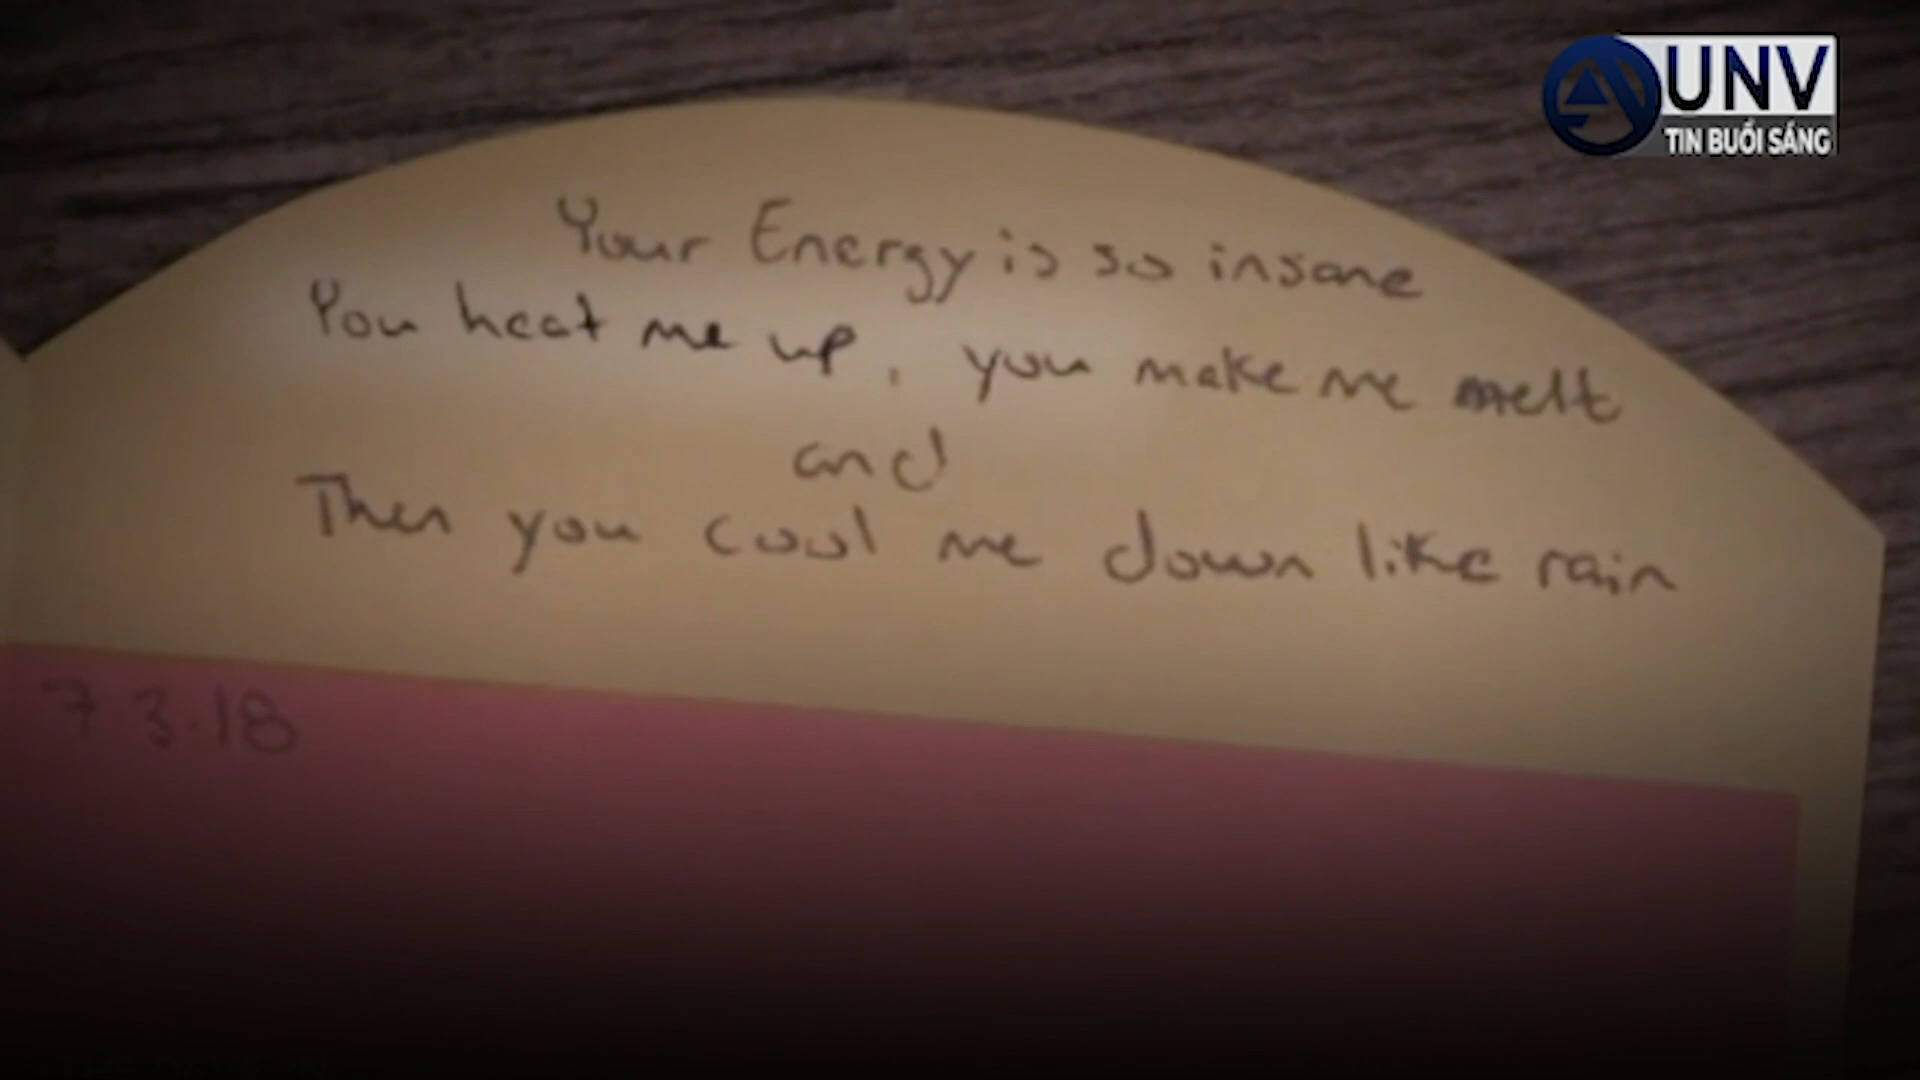 UNV
TIN BUỔI SÁNG
Your Energy is so insane
You heat me up, you make me melt
and
Then you cool me down like rain
7 3.18